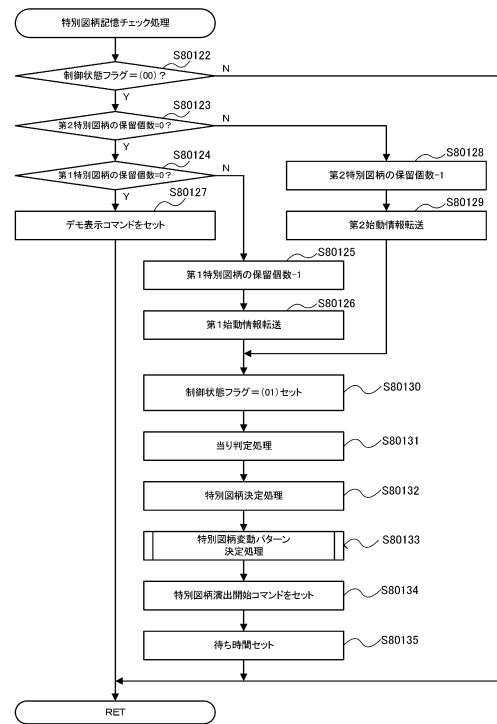 特別図柄記憶チェック処理
S80122
制御状態フラグ=(00)?
N
Y
S80123
第2特別図柄の保留個数=0?
N
Y
S80124
第1特別図柄の保留個数=0?
N
Y
S80128
第2特別図柄の保留個数-1
S80127
デモ表示コマンドをセット
S80129
第2始動情報転送
S80125
第1特別図柄の保留個数-1
S80126
第1始動情報転送
S80130
制御状態フラグ=(01)セット
S80131
当り判定処理
S80132
特別図柄決定処理
S80133
特別図柄変動パターン
決定処理
S80134
特別図柄演出開始コマンドをセット
S80135
待ち時間セット
RET